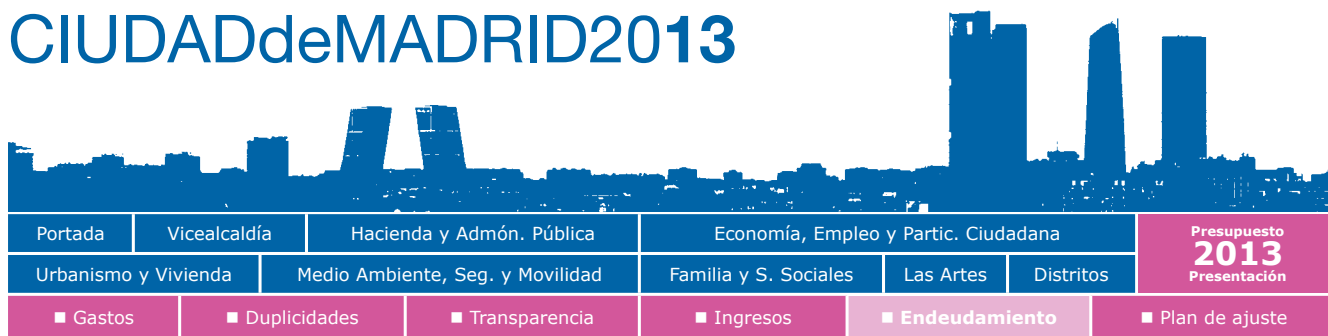 CIUDADdeMADRID2013
Portada Vicealcaldía Hacienda y Admón. Pública Economía, Empleo y Partic. Ciudadana
Urbanismo y Vivienda Medio Ambiente, Seg. y Movilidad Familia y S. Sociales Las Artes Distritos
Presupuesto
2013
Presentación
■ Gastos ■ Duplicidades ■ Transparencia ■ Ingresos ■ Endeudamiento ■ Plan de ajuste